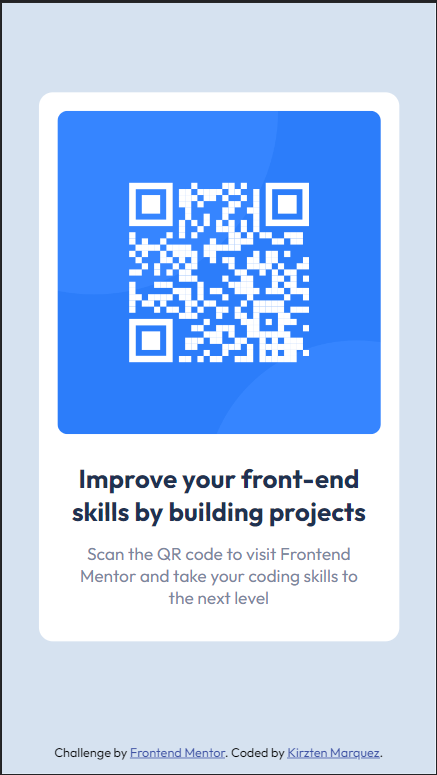 Improve your front-end
skills by building projects
Scan the QR code to visit Frontend
Mentor and take your coding skills to
the next level
Challenge by Frontend Mentor. Coded by Kirzten Marquez.